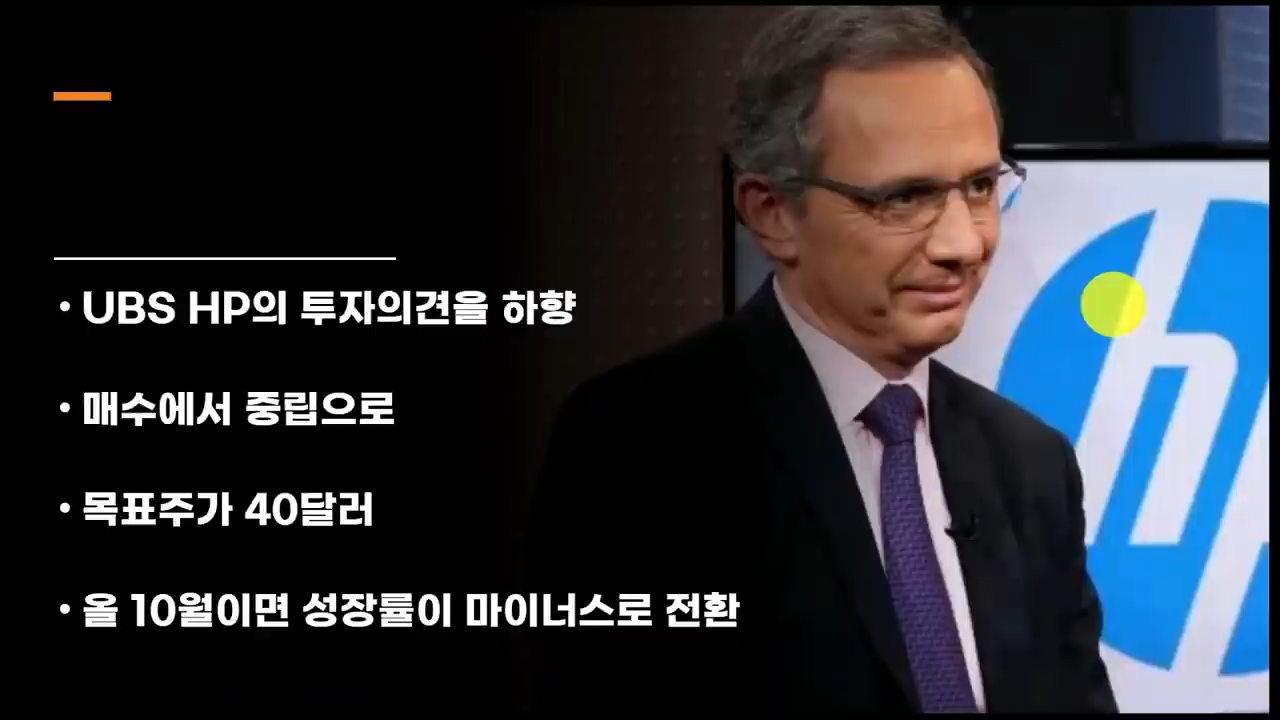 • UBS HP의 투자의견을 하향
• 매수에서 중립으로
• 목표주가 40달러
• 올 10월이면 성장률이 마이너스로 전환
hp